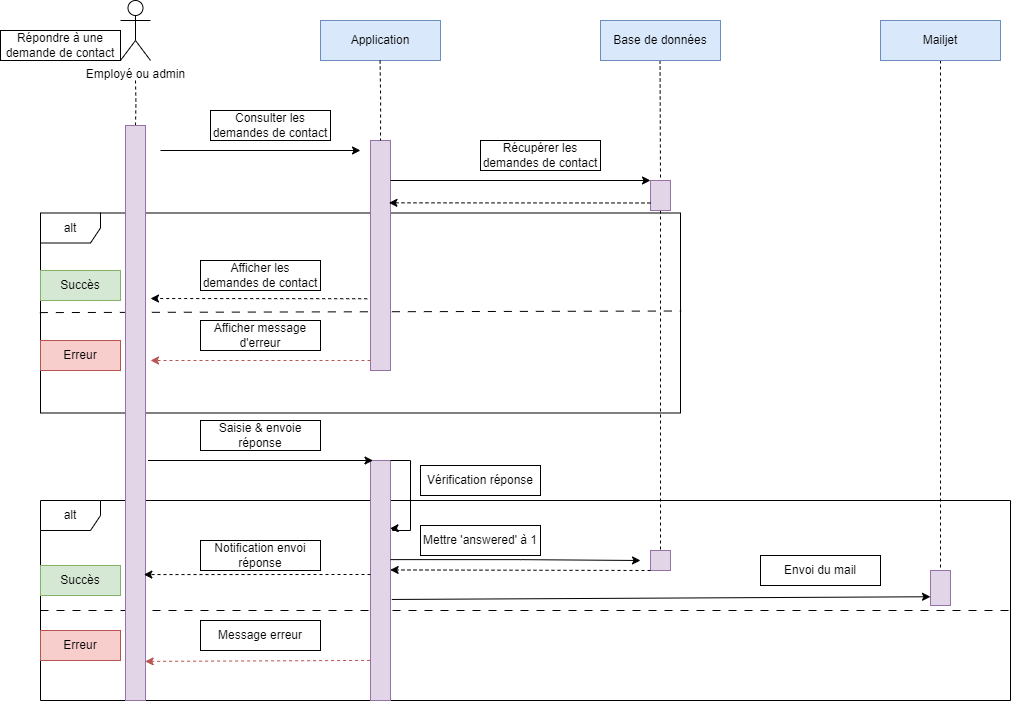 Répondre à une
demande de contact
Employé ou admin
Application
Base de données
Mailjet
Consulter les
demandes de contact
Récupérer les
demandes de contact
alt
Succès
Afficher les
demandes de contact
Afficher message
d'erreur
Erreur
Saisie & envoie
réponse
Vérification réponse
alt
Mettre 'answered' à 1
Notification envoi
réponse
Envoi du mail
Succès
Message erreur
Erreur